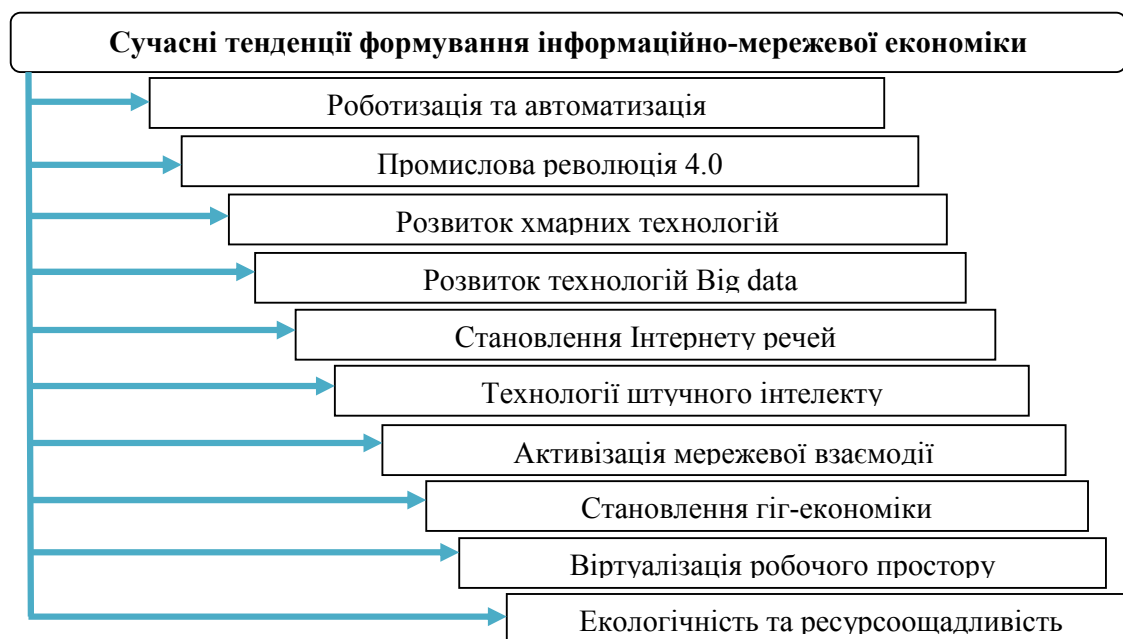 Сучасні тенденції формування інформаційно-мережевої економіки
Роботизація та автоматизація
Промислова революція 4.0
Розвиток хмарних технологій
Розвиток технологій Big data
Становлення Інтернету речей
Технології штучного інтелекту
Активізація мережевої взаємодії
Становлення гіг-економіки
Віртуалізація робочого простору
Екологічність та ресурсоощадливість